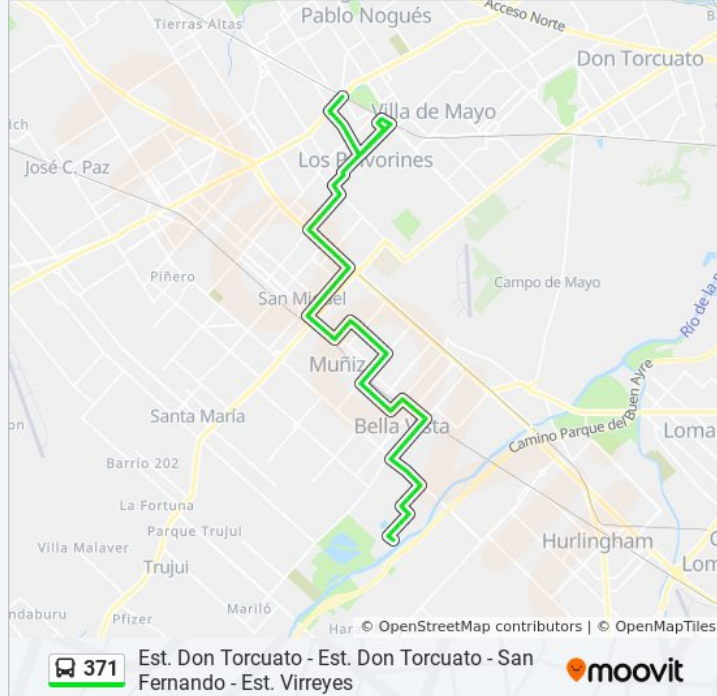 Pablo Nogués
Acceso Norte
Tierras Altas
Don Torcuato
Villa de Mayo
Los Polvorines
José C. Paz
Piñero
Campo de Mayo
San Miguel
Río de la
Muñiz
Santa María
Bella Vista
Camino Parque del Buen Ayre
Loma
Barrio 202
La Fortuna
Parque Trujui
Villa Malaver
Trujui
Hurlingham
Lom
Mariló
ndaburu
Pfizer
© OpenStreetMap contributors | © OpenMapTiles
371
Est. Don Torcuato - Est. Don Torcuato - San
Fernando - Est. Virreyes
moovit